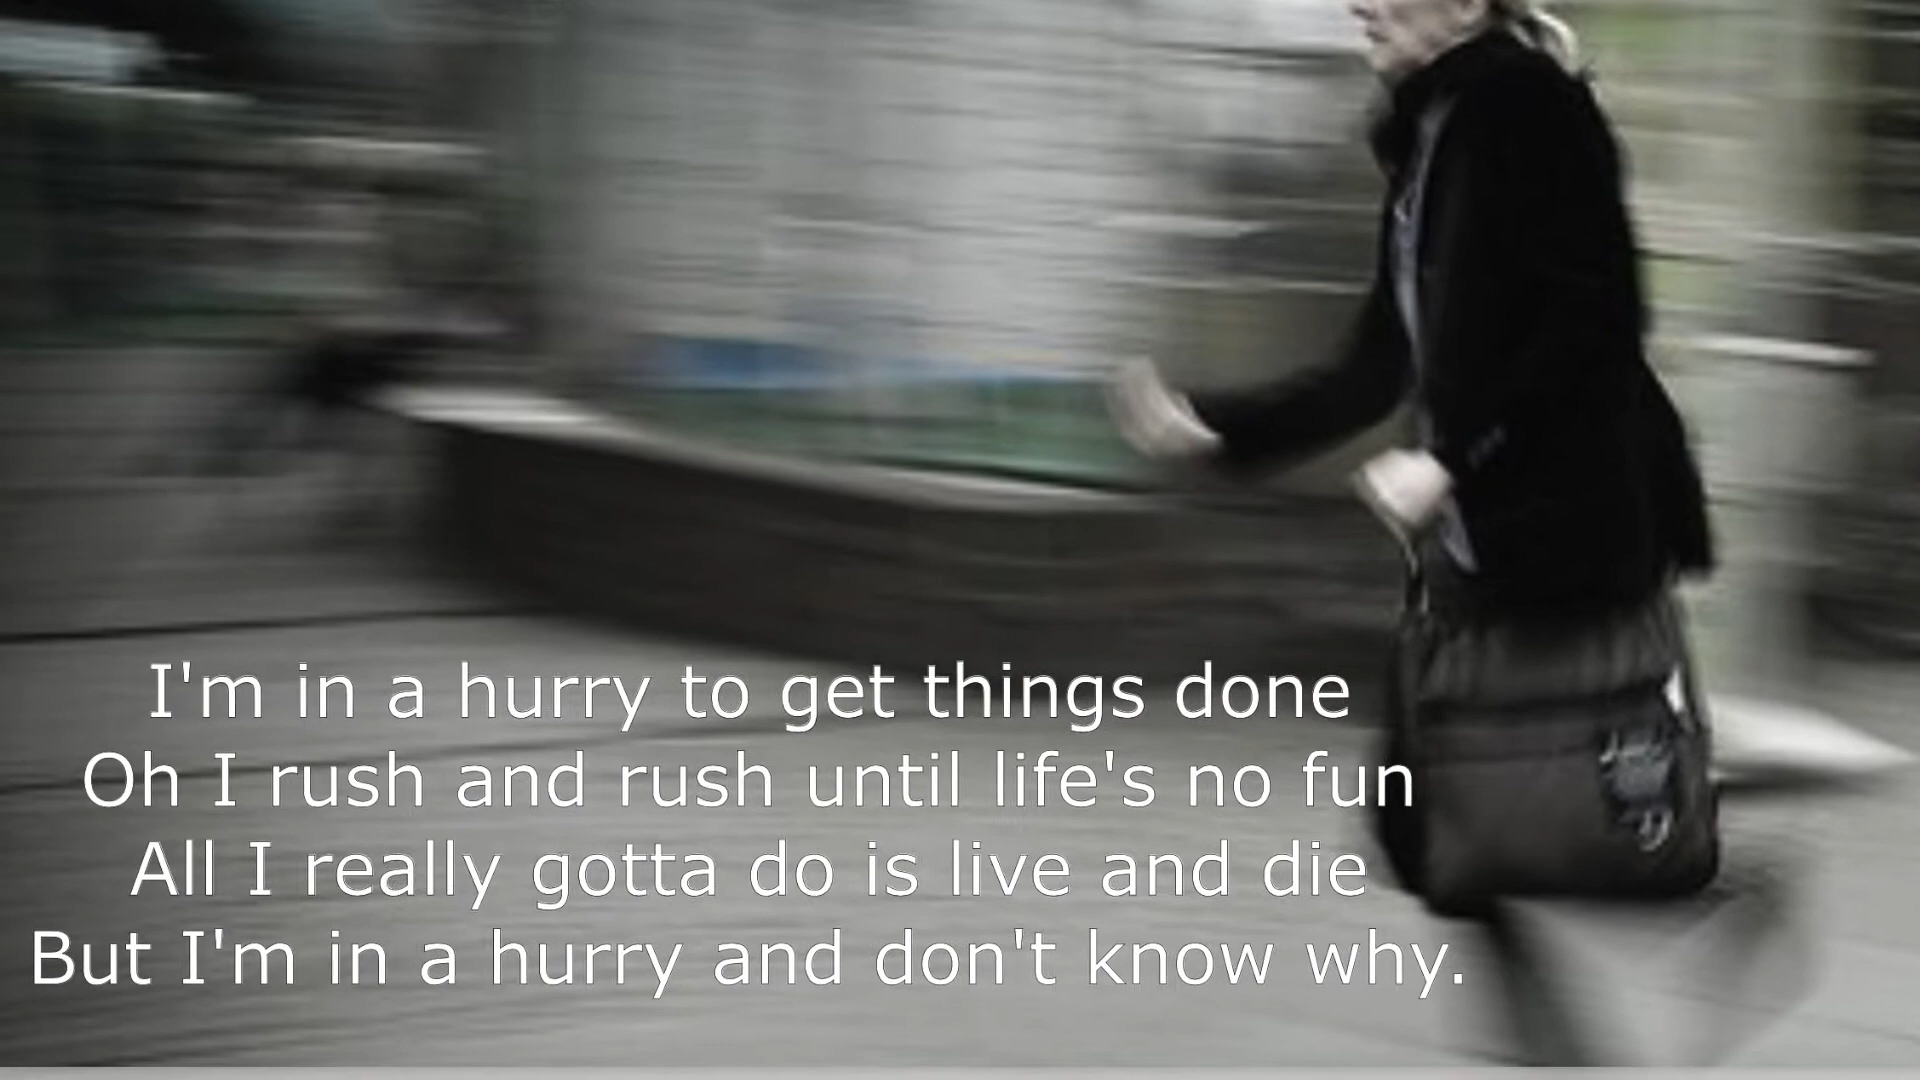 I'm in a hurry to get things done
Oh I rush and rush until life's no fun
All I really gotta do is live and die
But I'm in a hurry and don't know why.